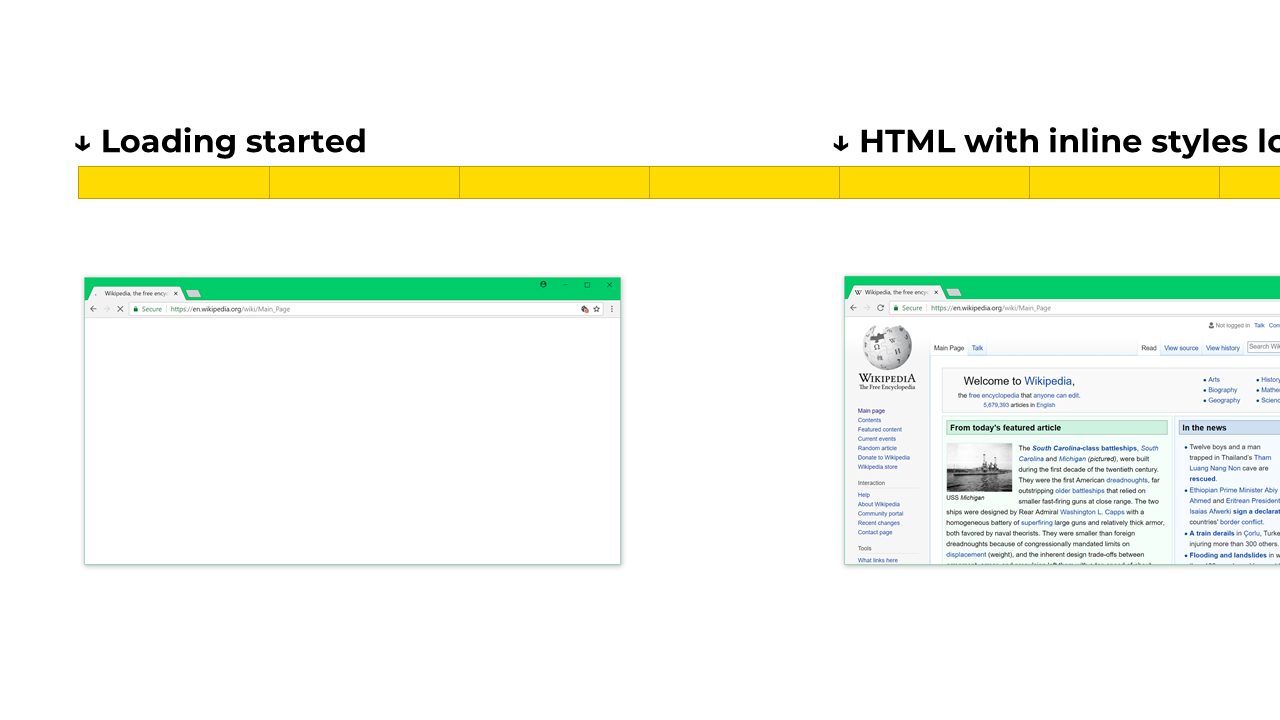 ↓ Loading started
↓ HTML with inline styles lo
Wikipedia, the free ency
Secure https://en.wikipedia.org/wiki/Main_Page
Wikipedia, the free ency
Secure https://en.wikipedia.org/wiki/Main_Page
Not logged in Talk Con
Main Page Talk Read View source View history Search Wik
WIKIPEDIA
The Free Encyclopedia
Main page
Contents
Featured content
Current events
Random article
Donate to Wikipedia
Wikipedia store
Interaction
Help
About Wikipedia
Community portal
Recent changes
Contact page
Tools
What links here
Welcome to Wikipedia,
the free encyclopedia that anyone can edit.
5,679,393 articles in English
• Arts
• Biography
• Geography
• History
• Mathe
• Scienc
From today's featured article
The South Carolina-class battleships, South
Carolina and Michigan (pictured), were built
during the first decade of the twentieth century.
They were the first American dreadnoughts, far
outstripping older battleships that relied on
smaller fast-firing guns at close range. The two
USS Michigan
ships were designed by Rear Admiral Washington L. Capps with a
homogeneous battery of superfiring large guns and relatively thick armor,
both favored by naval theorists. They were smaller than foreign
dreadnoughts because of congressionally mandated limits on
displacement (weight), and the inherent design trade-offs between
In the news
• Twelve boys and a man
trapped in Thailand's Tham
Luang Nang Non cave are
rescued.
• Ethiopian Prime Minister Abiy
Ahmed and Eritrean President
Isaias Afwerki sign a declarat
countries' border conflict.
• A train derails in Çorlu, Turke
injuring more than 300 others.
• Flooding and landslides in w